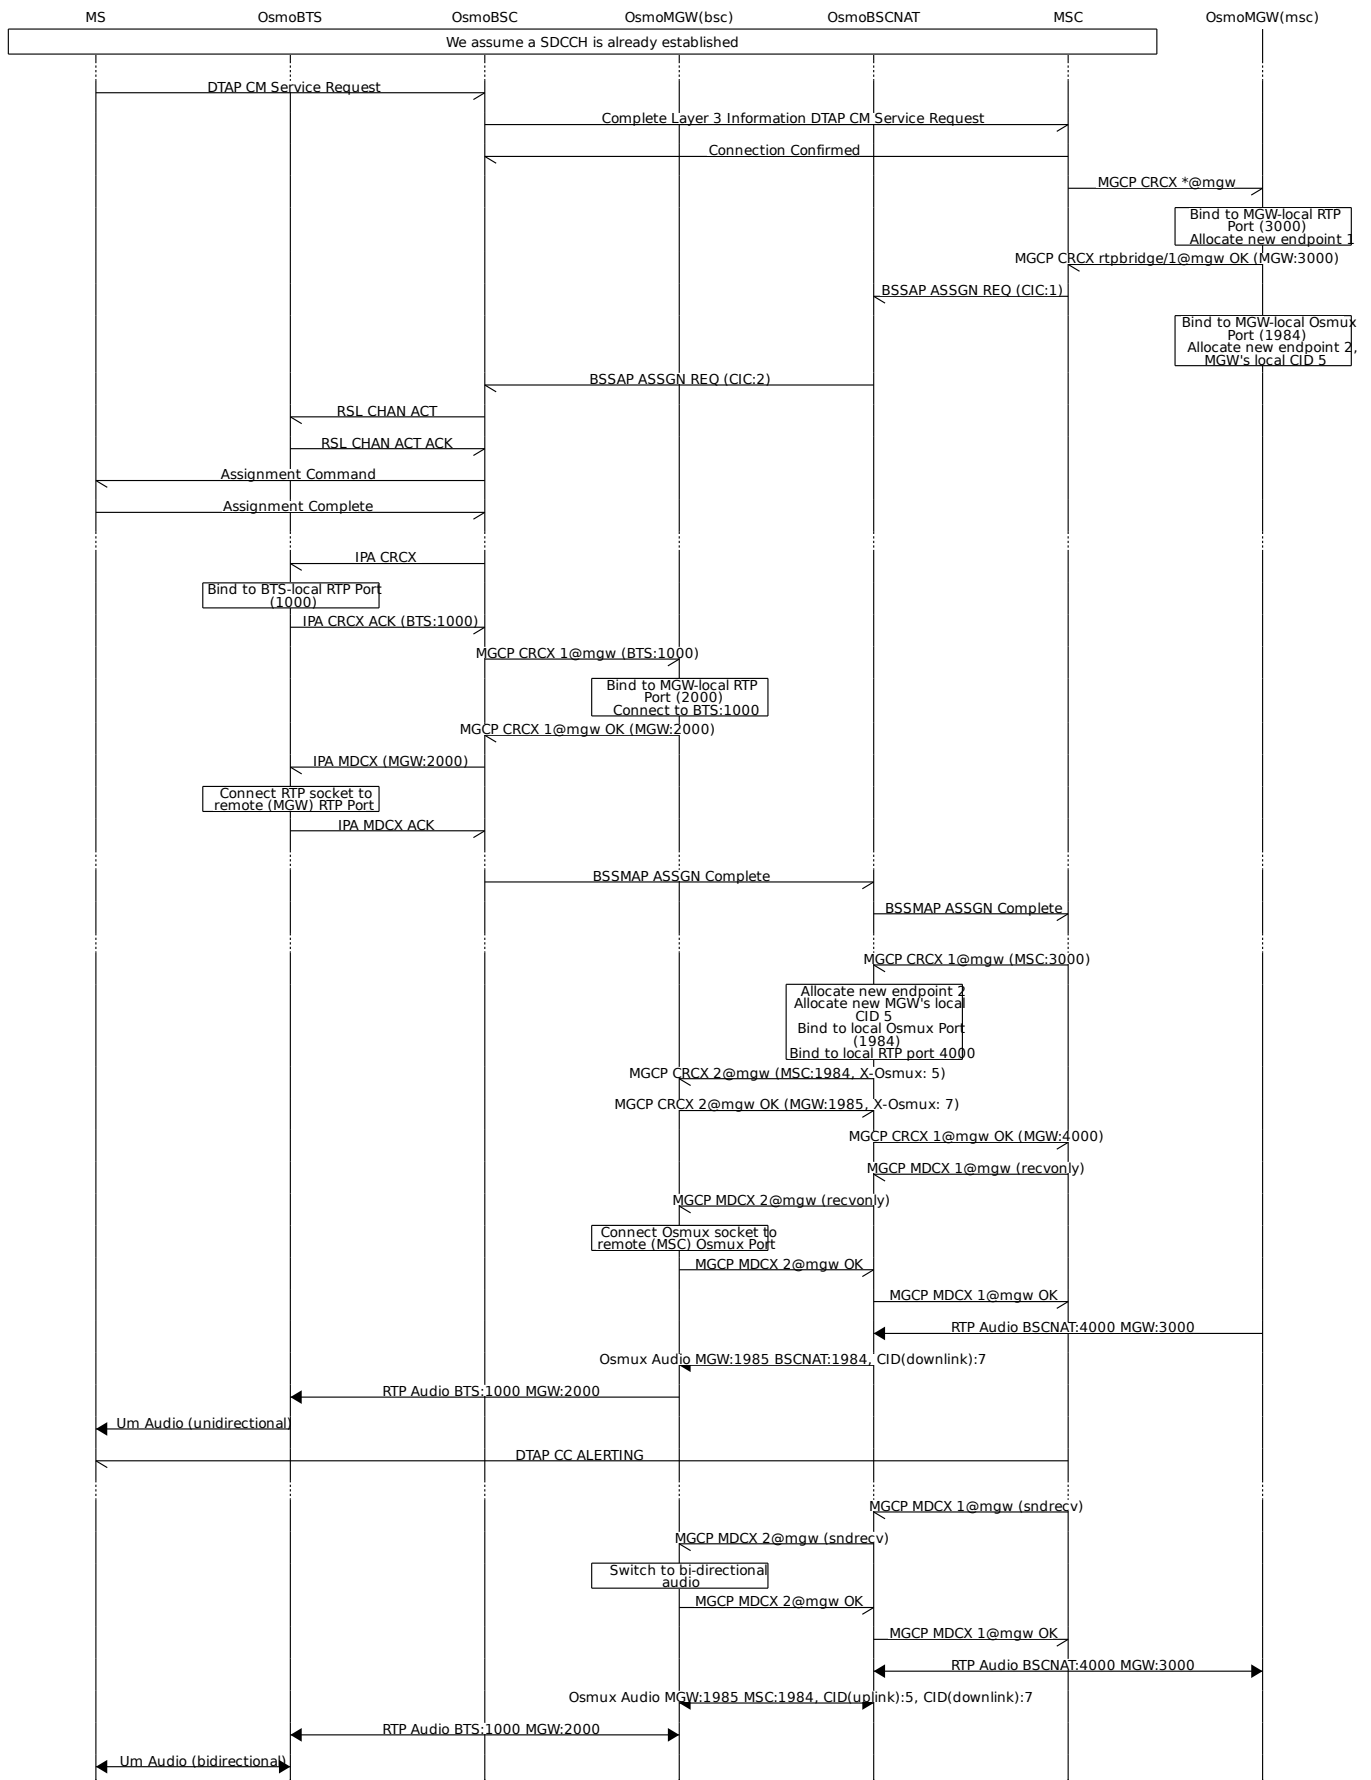 MS OsmoBTS OsmoBSC OsmoMGW(bsc) OsmoBSCNAT MSC OsmoMGW(msc)
We assume a SDCCH is already established
DTAP CM Service Request
Complete Layer 3 Information DTAP CM Service Request
Connection Confirmed
MGCP CRCX *@mgw
Bind to MGW-local RTP
Port (3000)
Allocate new endpoint 1
MGCP CRCX rtpbridge/1@mgw OK (MGW:3000)
BSSAP ASSGN REQ (CIC:1)
Bind to MGW-local Osmux
Port (1984)
Allocate new endpoint 2,
MGW's local CID 5
BSSAP ASSGN REQ (CIC:2)
RSL CHAN ACT
RSL CHAN ACT ACK
Assignment Command
Assignment Complete
IPA CRCX
Bind to BTS-local RTP Port
(1000)
IPA CRCX ACK (BTS:1000)
MGCP CRCX 1@mgw (BTS:1000)
Bind to MGW-local RTP
Port (2000)
Connect to BTS:1000
MGCP CRCX 1@mgw OK (MGW:2000)
IPA MDCX (MGW:2000)
Connect RTP socket to
remote (MGW) RTP Port
IPA MDCX ACK
BSSMAP ASSGN Complete
BSSMAP ASSGN Complete
MGCP CRCX 1@mgw (MSC:3000)
Allocate new endpoint 2
Allocate new MGW's local
CID 5
Bind to local Osmux Port
(1984)
Bind to local RTP port 4000
MGCP CRCX 2@mgw (MSC:1984, X-Osmux: 5)
MGCP CRCX 2@mgw OK (MGW:1985, X-Osmux: 7)
MGCP CRCX 1@mgw OK (MGW:4000)
MGCP MDCX 1@mgw (recvonly)
MGCP MDCX 2@mgw (recvonly)
Connect Osmux socket to
remote (MSC) Osmux Port
MGCP MDCX 2@mgw OK
MGCP MDCX 1@mgw OK
RTP Audio BSCNAT:4000 MGW:3000
Osmux Audio MGW:1985 BSCNAT:1984, CID(downlink):7
RTP Audio BTS:1000 MGW:2000
Um Audio (unidirectional)
DTAP CC ALERTING
MGCP MDCX 1@mgw (sndrecv)
MGCP MDCX 2@mgw (sndrecv)
Switch to bi-directional
audio
MGCP MDCX 2@mgw OK
MGCP MDCX 1@mgw OK
RTP Audio BSCNAT:4000 MGW:3000
Osmux Audio MGW:1985 MSC:1984, CID(uplink):5, CID(downlink):7
RTP Audio BTS:1000 MGW:2000
Um Audio (bidirectional)